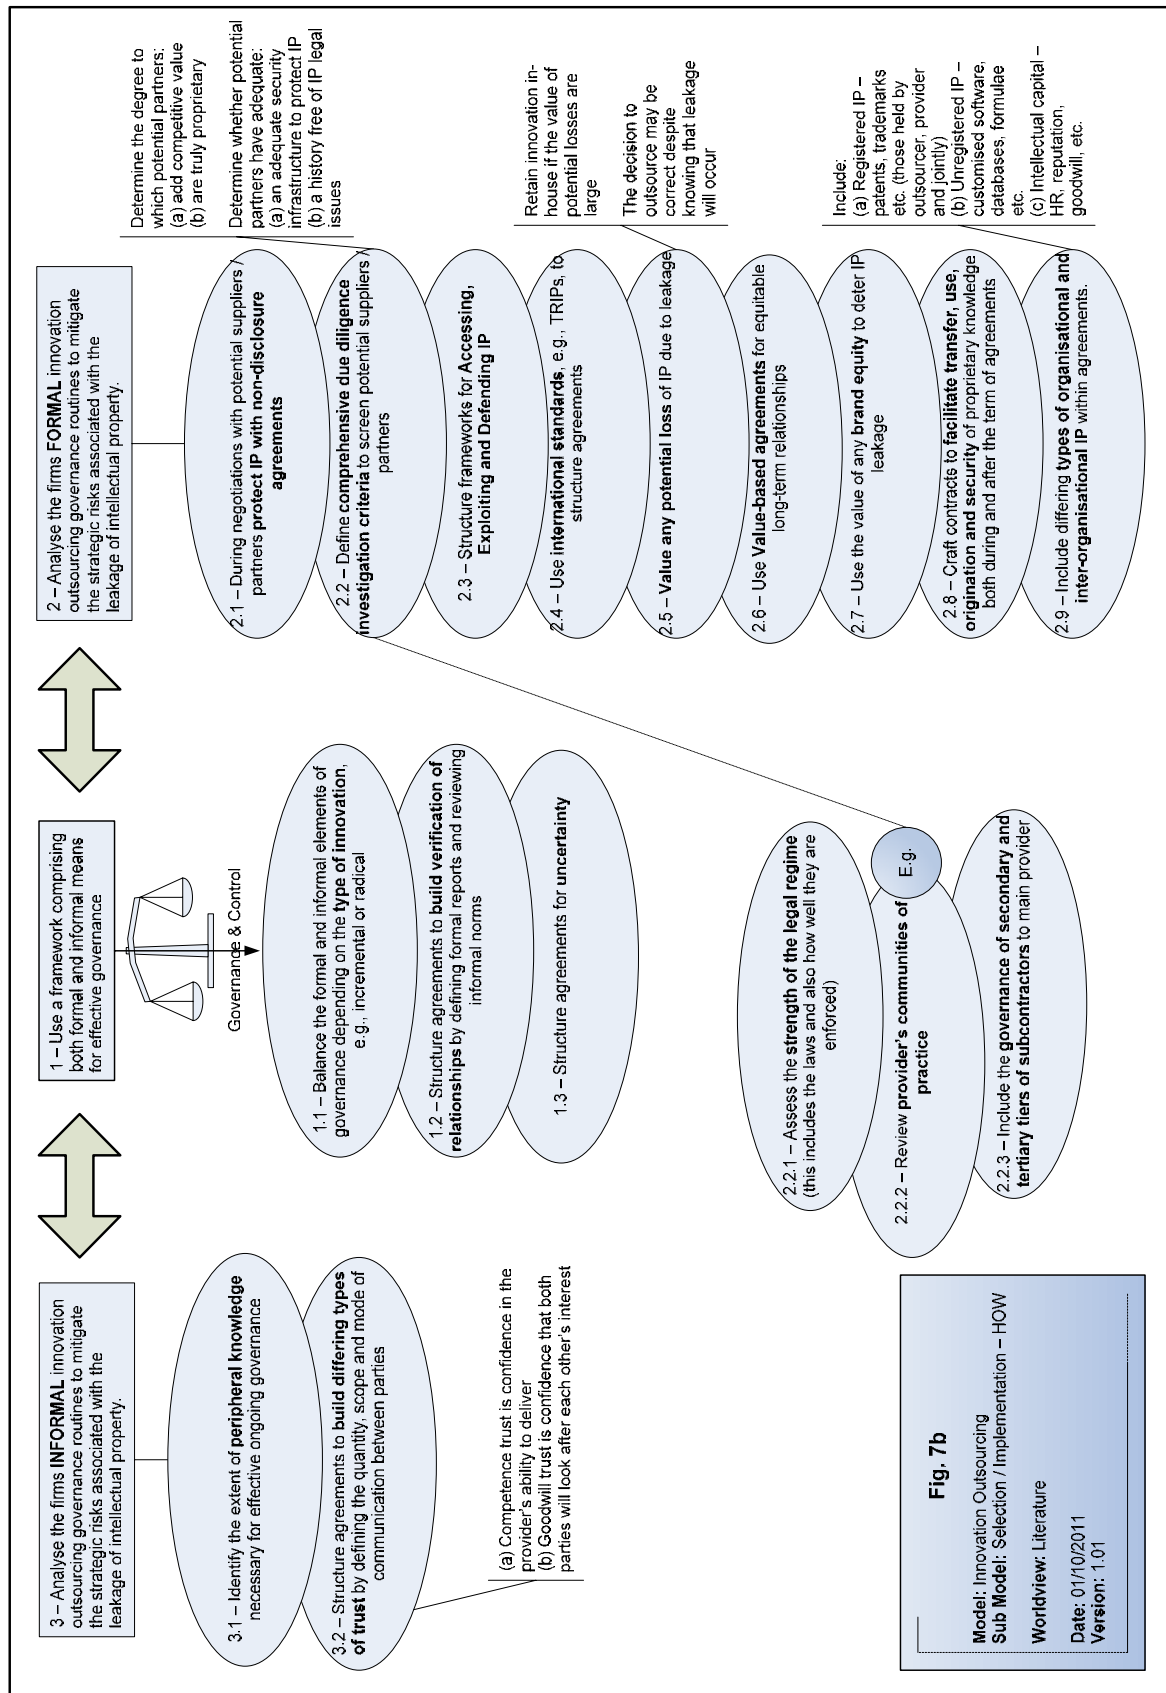 3 – Analyse the firms INFORMAL innovation
outsourcing governance routines to mitigate
the strategic risks associated with the
leakage of intellectual property.
3.1 – Identify the extent of peripheral knowledge
necessary for effective ongoing governance
3.2 – Structure agreements to build differing types
of trust by defining the quantity, scope and mode of
communication between parties
(a) Competence trust is confidence in the
provider's ability to deliver
(b) Goodwill trust is confidence that both
parties will look after each other's interest
1 – Use a framework comprising
both formal and informal means
for effective governance
Governance & Control
1.1 – Balance the formal and informal elements of
governance depending on the type of innovation,
e.g., incremental or radical
1.2 – Structure agreements to build verification of
relationships by defining formal reports and reviewing
informal norms
1.3 – Structure agreements for uncertainty
2 – Analyse the firms FORMAL innovation
outsourcing governance routines to mitigate
the strategic risks associated with the
leakage of intellectual property.
2.1 – During negotiations with potential suppliers /
partners protect IP with non-disclosure
agreements
2.2 – Define comprehensive due diligence
investigation criteria to screen potential suppliers /
partners
2.3 – Structure frameworks for Accessing,
Exploiting and Defending IP
2.4 – Use international standards, e.g., TRIPs, to
structure agreements
2.5 – Value any potential loss of IP due to leakage
2.6 – Use Value-based agreements for equitable
long-term relationships
2.7 – Use the value of any brand equity to deter IP
leakage
2.8 – Craft contracts to facilitate transfer, use,
origination and security of proprietary knowledge
both during and after the term of agreements
2.9 – Include differing types of organisational and
inter-organisational IP within agreements.
Determine the degree to
which potential partners:
(a) add competitive value
(b) are truly proprietary
Determine whether potential
partners have adequate:
(a) an adequate security
infrastructure to protect IP
(b) a history free of IP legal
issues
Retain innovation in-
house if the value of
potential losses are
large
The decision to
outsource may be
correct despite
knowing that leakage
will occur
Include:
(a) Registered IP –
patents, trademarks
etc. (those held by
outsourcer, provider
and jointly)
(b) Unregistered IP –
customised software,
databases, formulae
etc.
(c) Intellectual capital –
HR, reputation,
goodwill, etc.
E.g.
2.2.1 – Assess the strength of the legal regime
(this includes the laws and also how well they are
enforced)
2.2.2 – Review provider's communities of
practice
2.2.3 – Include the governance of secondary and
tertiary tiers of subcontractors to main provider
Fig. 7b
Model: Innovation Outsourcing
Sub Model: Selection / Implementation – HOW
Worldview: Literature
Date: 01/10/2011
Version: 1.01